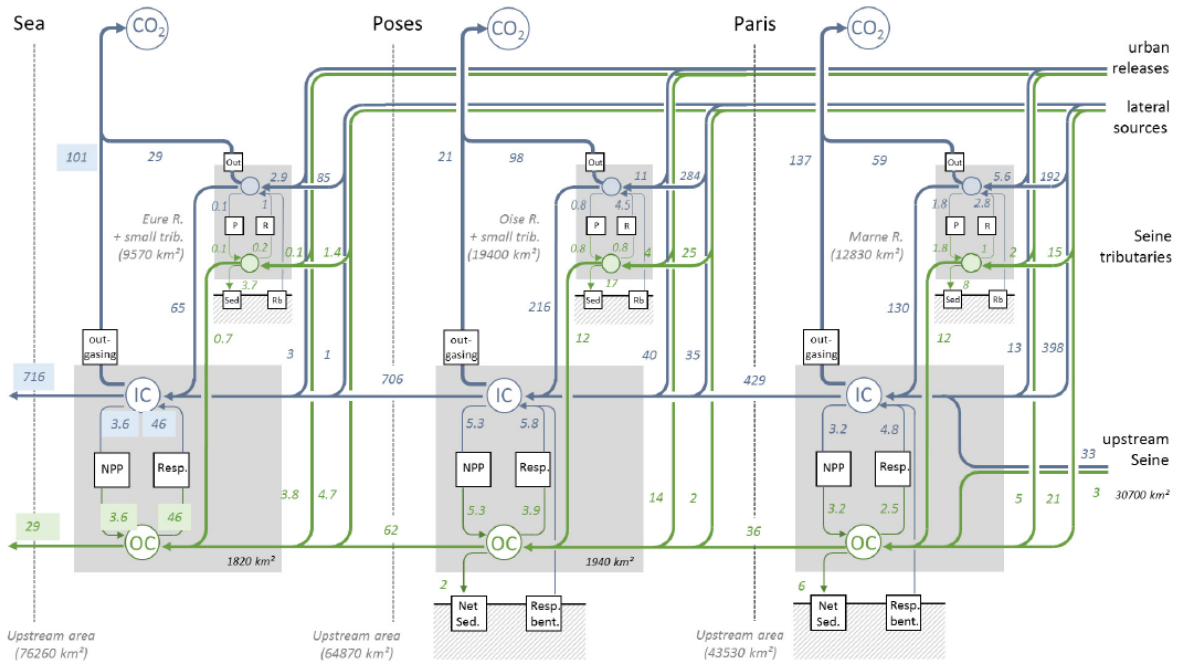 Sea
Poses
Paris
CO2
CO2
CO2
urban
releases
lateral
sources
Seine
tributaries
upstream
Seine
101
29
Out
2.9
85
0.1
1
P
R
0.1
0.2
0.1
1.4
3.7
Sed
Rb
Eure R.
+ small trib.
(9570 km²)
65
0.7
out-
gasing
3
1
716
IC
706
3.6
46
NPP
Resp.
3.6
46
3.8
4.7
29
OC
62
1820 km²
21
98
Out
11
284
0.8
4.5
P
R
0.8
0.8
4
25
17
Sed
Rb
Oise R.
+ small trib.
(19400 km²)
216
12
out-
gasing
40
35
IC
429
5.3
5.8
NPP
Resp.
5.3
3.9
14
2
OC
36
1940 km²
2
Net
Sed.
Resp.
bent.
137
59
Out
5.6
192
1.8
2.8
P
R
1.8
1
2
15
8
Sed
Rb
Marne R.
(12830 km²)
130
12
out-
gasing
13
398
IC
3.2
4.8
NPP
Resp.
3.2
2.5
33
5
21
3
30700 km²
OC
6
Net
Sed.
Resp.
bent.
Upstream area
(76260 km²)
Upstream area
(64870 km²)
Upstream area
(43530 km²)